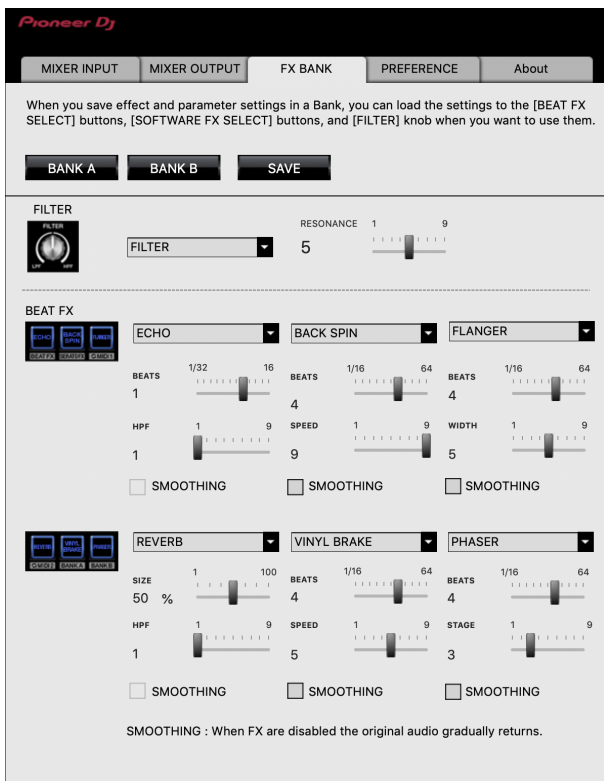 Pioneer Dj
MIXER INPUT MIXER OUTPUT FX BANK PREFERENCE About
When you save effect and parameter settings in a Bank, you can load the settings to the [BEAT FX
SELECT] buttons, [SOFTWARE FX SELECT] buttons, and [FILTER] knob when you want to use them.
BANK A BANK B SAVE
FILTER
FILTER
LPF HPF
FILTER
RESONANCE 1 9
5
BEAT FX
ECHO BACK SPIN FLANGER
BEAT FX SERATO FX C-MIDI 1
ECHO BACK SPIN FLANGER
BEATS 1/32 16 BEATS 1/16 64 BEATS 1/16 64
1 4 4
HPF 1 9 SPEED 1 9 WIDTH 1 9
1 9 5
SMOOTHING SMOOTHING SMOOTHING
REVERB VINYL BRAKE PHASER
C-MIDI 2 BANK A BANK B
REVERB VINYL BRAKE PHASER
SIZE 1 100 BEATS 1/16 64 BEATS 1/16 64
50 % 4 4
HPF 1 9 SPEED 1 9 STAGE 1 9
1 5 3
SMOOTHING SMOOTHING SMOOTHING
SMOOTHING : When FX are disabled the original audio gradually returns.